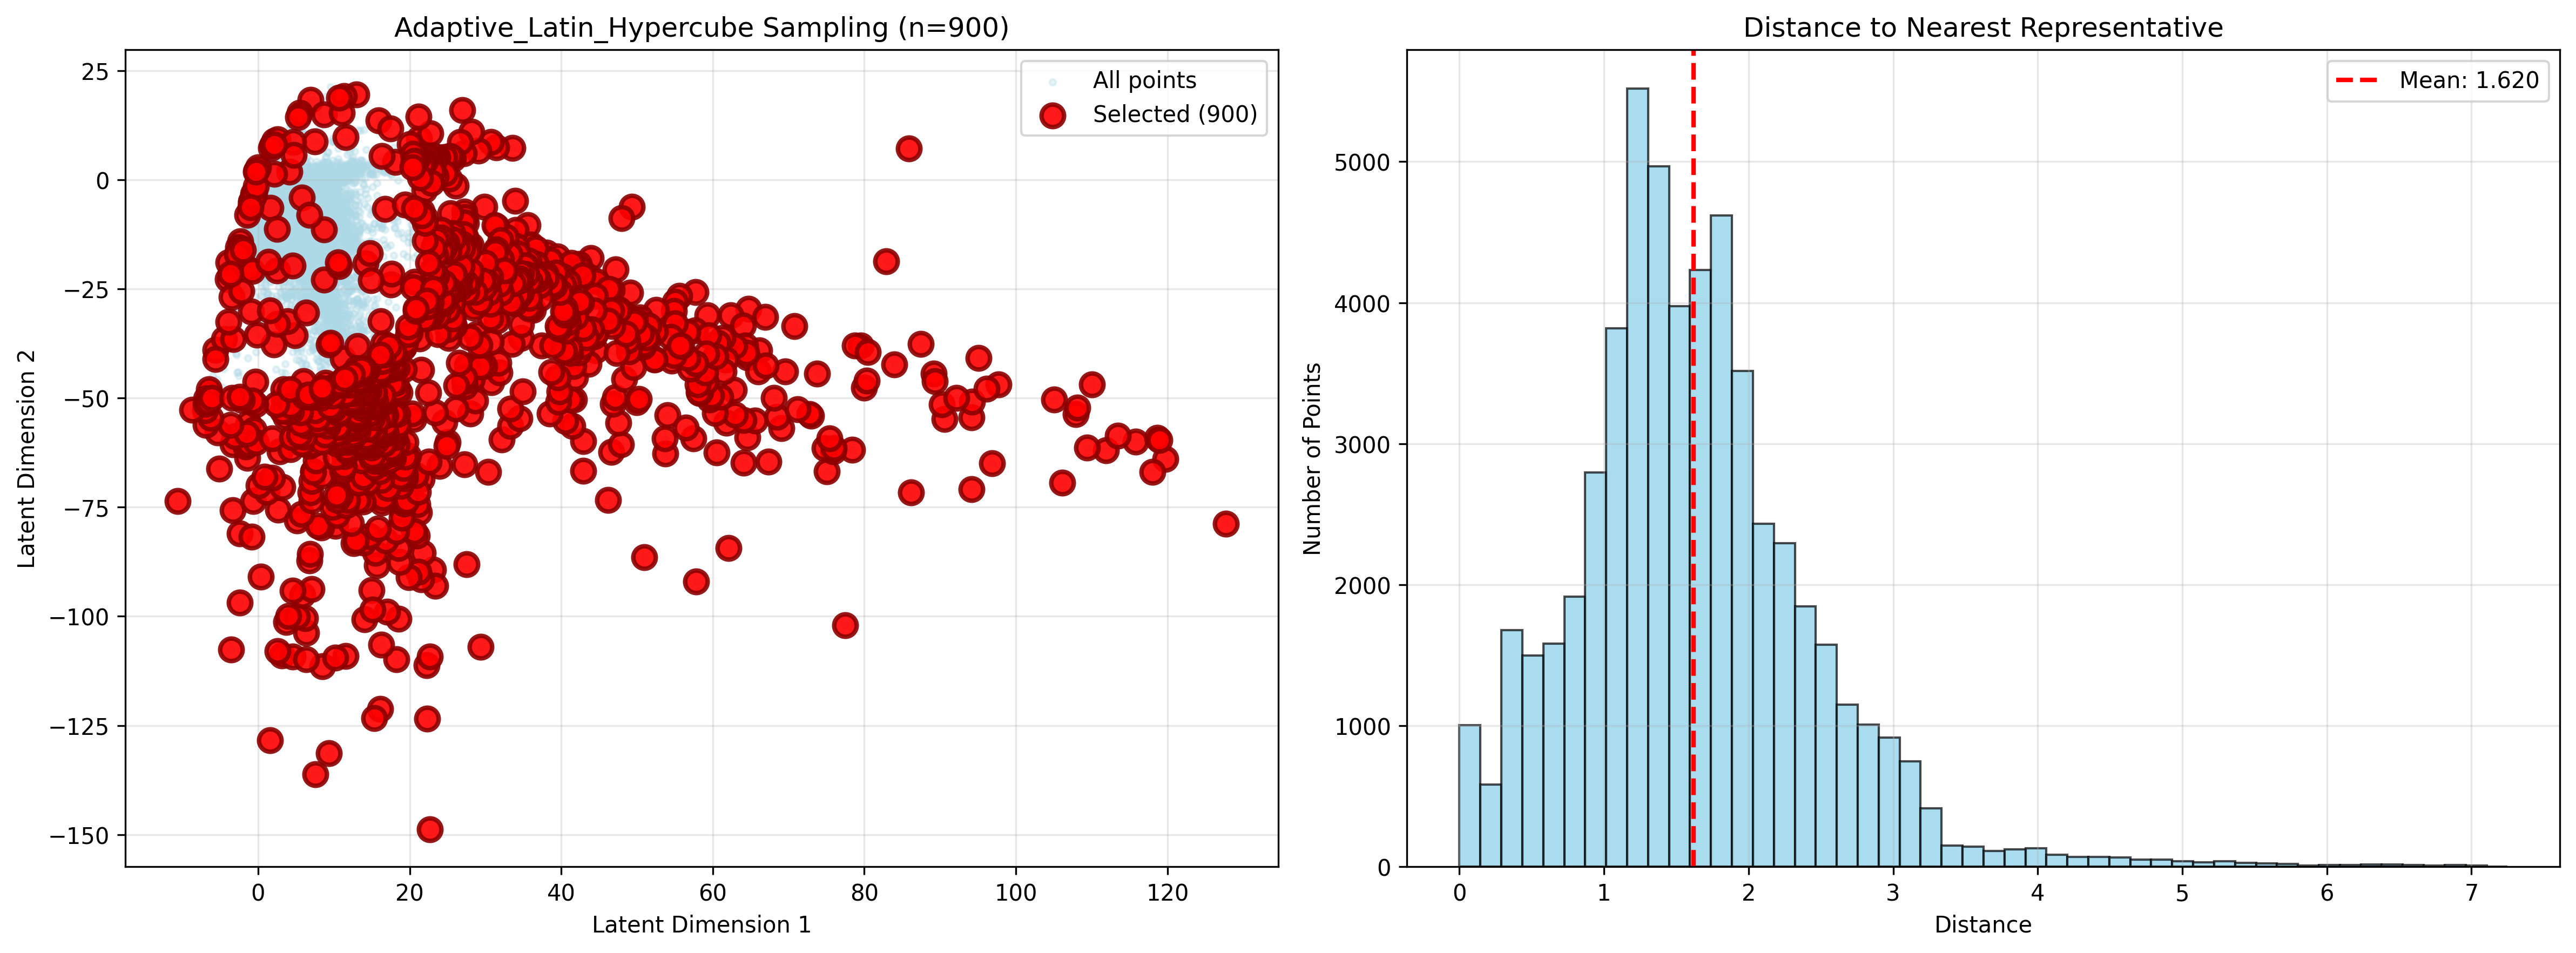 Adaptive_Latin_Hypercube Sampling (n=900)
All points
Selected (900)
25
0
−25
−50
−75
−100
−125
−150
Latent Dimension 2
0 20 40 60 80 100 120
Latent Dimension 1
Distance to Nearest Representative
Mean: 1.620
5000
4000
3000
2000
1000
0
Number of Points
0 1 2 3 4 5 6 7
Distance